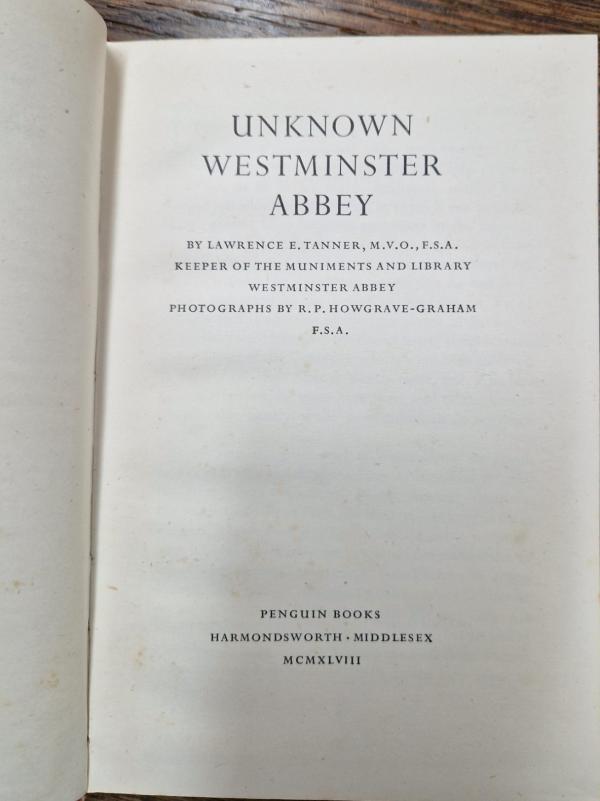 UNKNOWN
WESTMINSTER
ABBEY
BY LAWRENCE E. TANNER, M.V.O., F.S.A.
KEEPER OF THE MUNIMENTS AND LIBRARY
WESTMINSTER ABBEY
PHOTOGRAPHS BY R. P. HOWGRAVE-GRAHAM
F.S.A.
PENGUIN BOOKS
HARMONDSWORTH · MIDDLESEX
MCMXLVIII